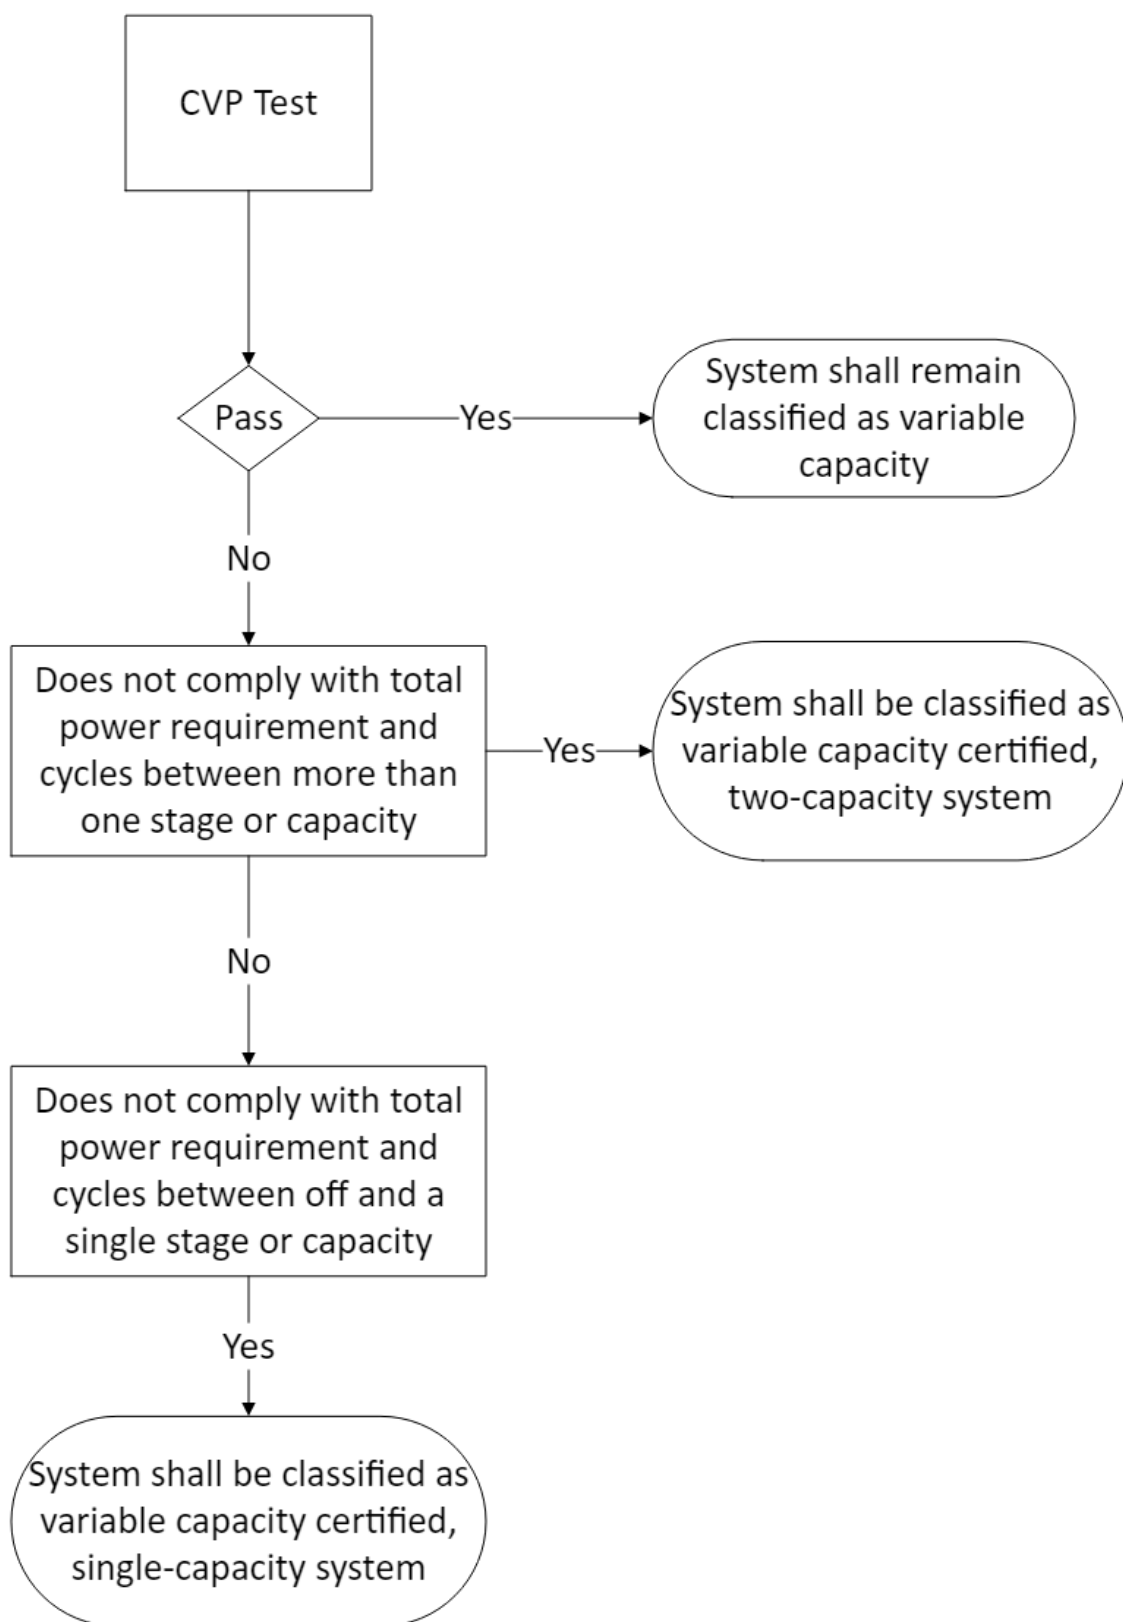 CVP Test
Pass
Yes
System shall remain
classified as variable
capacity
No
Does not comply with total
power requirement and
cycles between more than
one stage or capacity
Yes
System shall be classified as
variable capacity certified,
two-capacity system
No
Does not comply with total
power requirement and
cycles between off and a
single stage or capacity
Yes
System shall be classified as
variable capacity certified,
single-capacity system